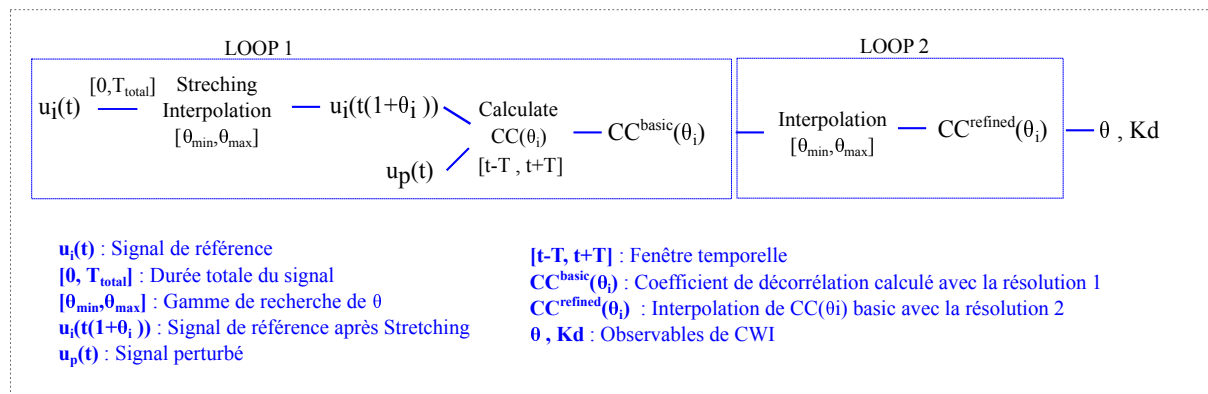 LOOP 1
LOOP 2
u_i(t)
[0,T_total]
Streching
Interpolation
[θ_min,θ_max]
u_i(t(1+θ_i ))
u_p(t)
Calculate
CC(θ_i)
[t-T , t+T]
CC^basic(θ_i)
Interpolation
[θ_min,θ_max]
CC^refined(θ_i)
θ , Kd
u_i(t) : Signal de référence
[0, T_total] : Durée totale du signal
[θ_min,θ_max] : Gamme de recherche de θ
u_i(t(1+θ_i )) : Signal de référence après Stretching
u_p(t) : Signal perturbé
[t-T, t+T] : Fenêtre temporelle
CC^basic(θ_i) : Coefficient de décorrélation calculé avec la résolution 1
CC^refined(θ_i) : Interpolation de CC(θi) basic avec la résolution 2
θ , Kd : Observables de CWI